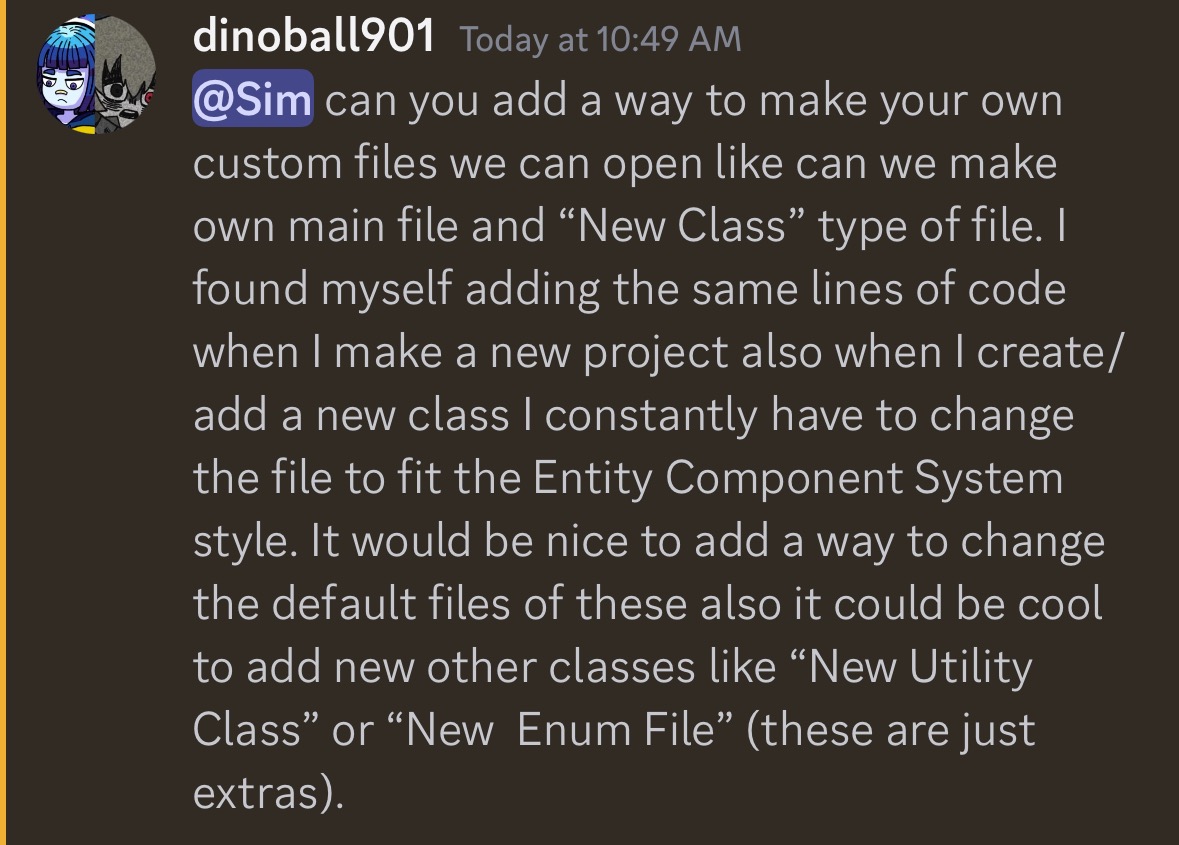 dinoball901 Today at 10:49 AM
@Sim can you add a way to make your own
custom files we can open like can we make
own main file and “New Class” type of file. I
found myself adding the same lines of code
when I make a new project also when I create/
add a new class I constantly have to change
the file to fit the Entity Component System
style. It would be nice to add a way to change
the default files of these also it could be cool
to add new other classes like “New Utility
Class” or “New  Enum File” (these are just
extras).